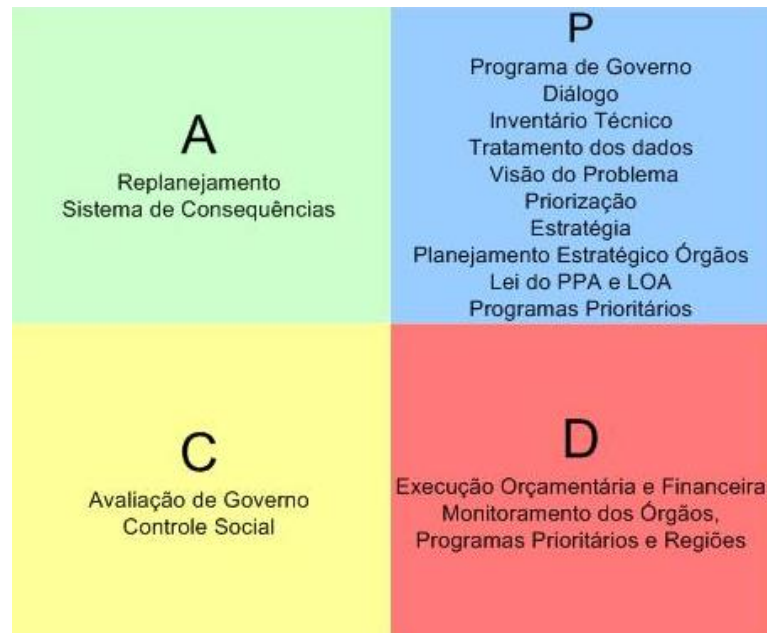 P
Programa de Governo
Diálogo
Inventário Técnico
Tratamento dos dados
Visão do Problema
Priorização
Estratégia
Planejamento Estratégico Órgãos
Lei do PPA e LOA
Programas Prioritários
A
Replanejamento
Sistema de Consequências
C
Avaliação de Governo
Controle Social
D
Execução Orçamentária e Financeira
Monitoramento dos Órgãos,
Programas Prioritários e Regiões